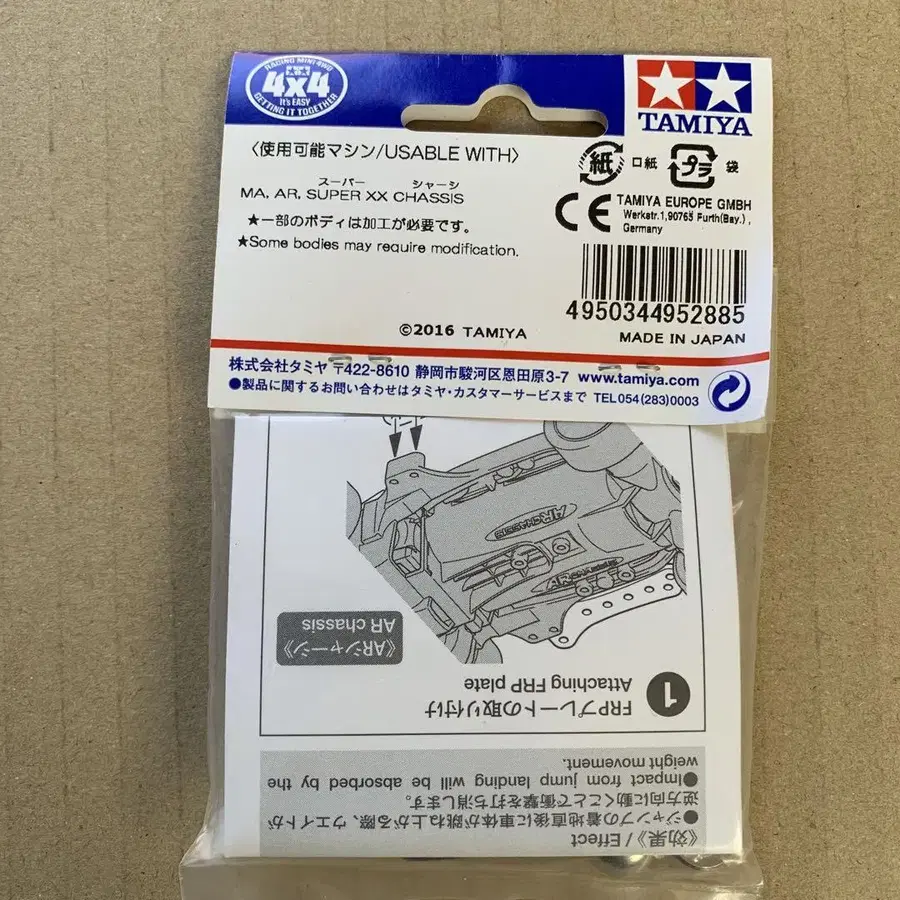 RACING MINI 4WD
4x4
It's EASY
GETTING IT TOGETHER
TAMIYA
〈使用可能マシン/USABLE WITH〉
スーパー シャーシ
MA, AR, SUPER XX CHASSIS
★一部のボディは加工が必要です。
★Some bodies may require modification.
©2016 TAMIYA
紙 口紙 プラ 袋
CE
TAMIYA EUROPE GMBH
Werkstr.1,90765 Furth(Bay.),
Germany
4950344952885
MADE IN JAPAN
株式会社タミヤ 〒422-8610 静岡市駿河区恩田原3-7 www.tamiya.com
●製品に関するお問い合わせはタミヤ・カスタマーサービスまで TEL054(283)0003
《効果》/ Effect
●ジャンプの着地直後に車体が跳ね上がる際、ウエイトが
逆方向に動くことで衝撃を打ち消します。
●Impact from jump landing will be absorbed by the
weight movement.
1
FRPプレートの取り付け
Attaching FRP plate
《ARシャーシ》
AR chassis
AR CHASSIS